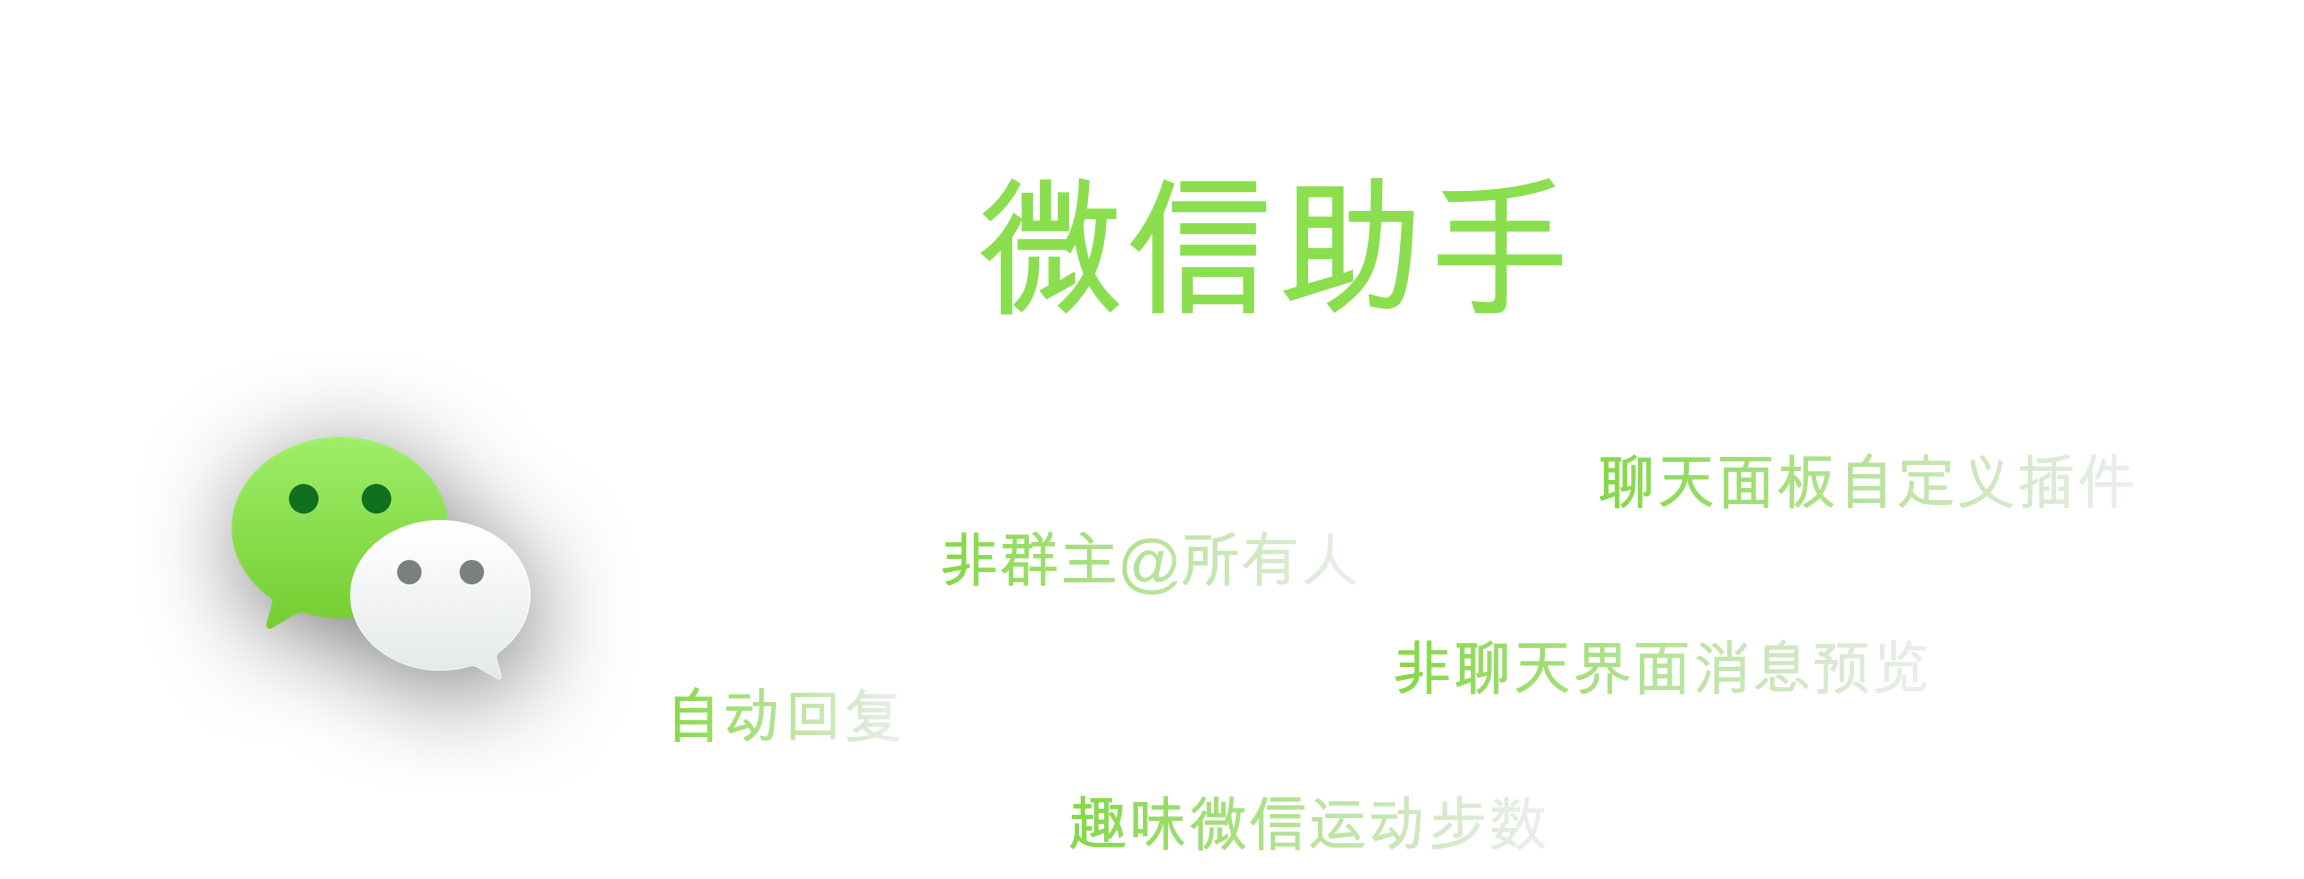 微信助手
聊天面板自定义插件
非群主@所有人
非聊天界面消息预览
自动回复
趣味微信运动步数